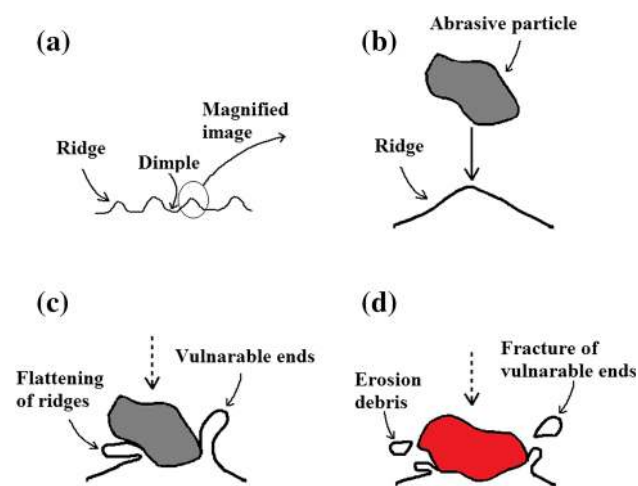 (a)
Ridge
Dimple
Magnified
image
(b)
Abrasive particle
Ridge
(c)
Flattening
of ridges
Vulnarable ends
(d)
Erosion
debris
Fracture of
vulnarable ends